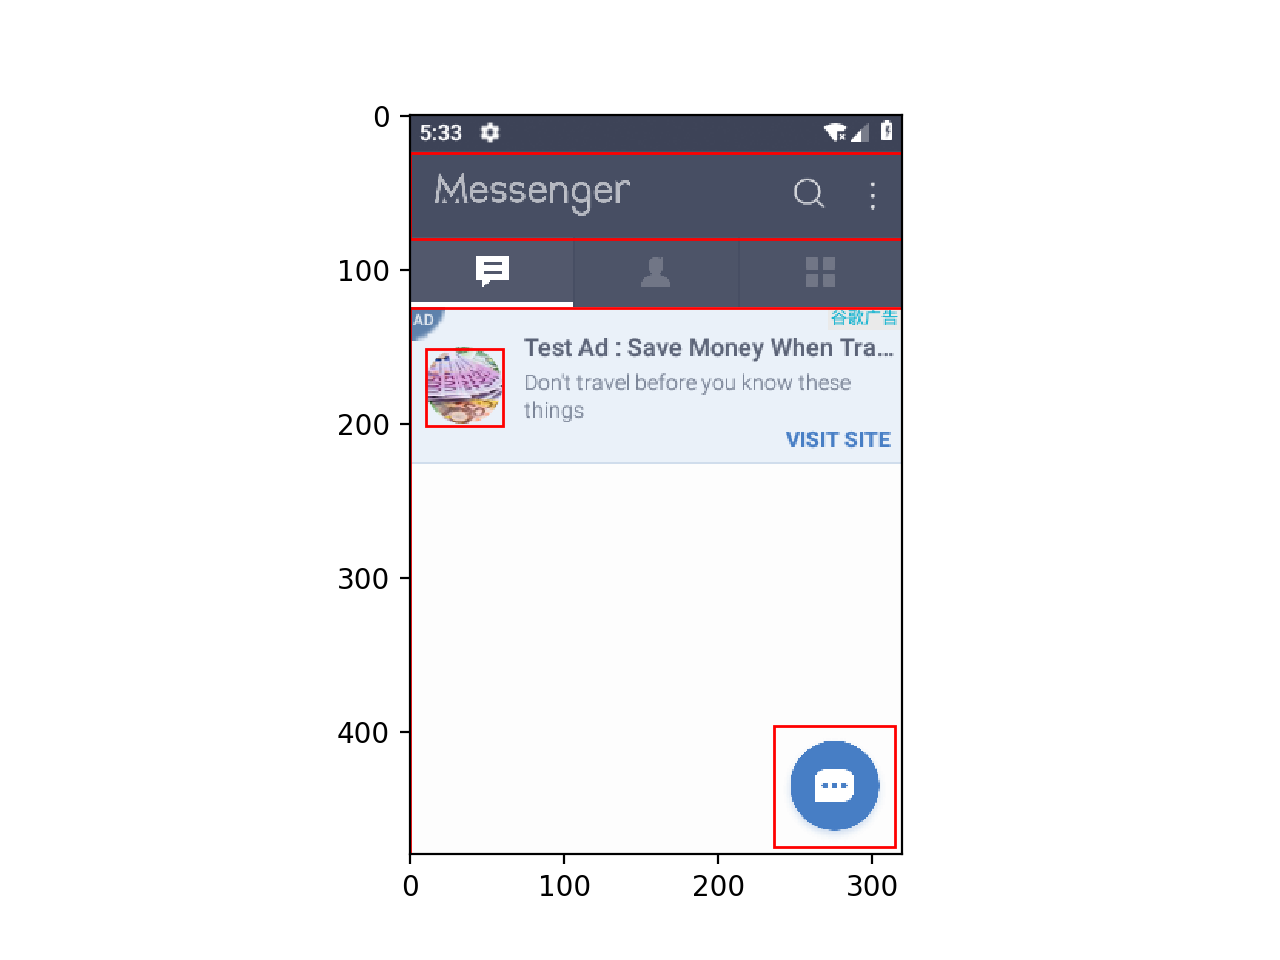 0
5:33
Messenger
100
AD
谷歌广告
Test Ad : Save Money When Tra...
Don't travel before you know these
things
200
VISIT SITE
300
400
0
100
200
300